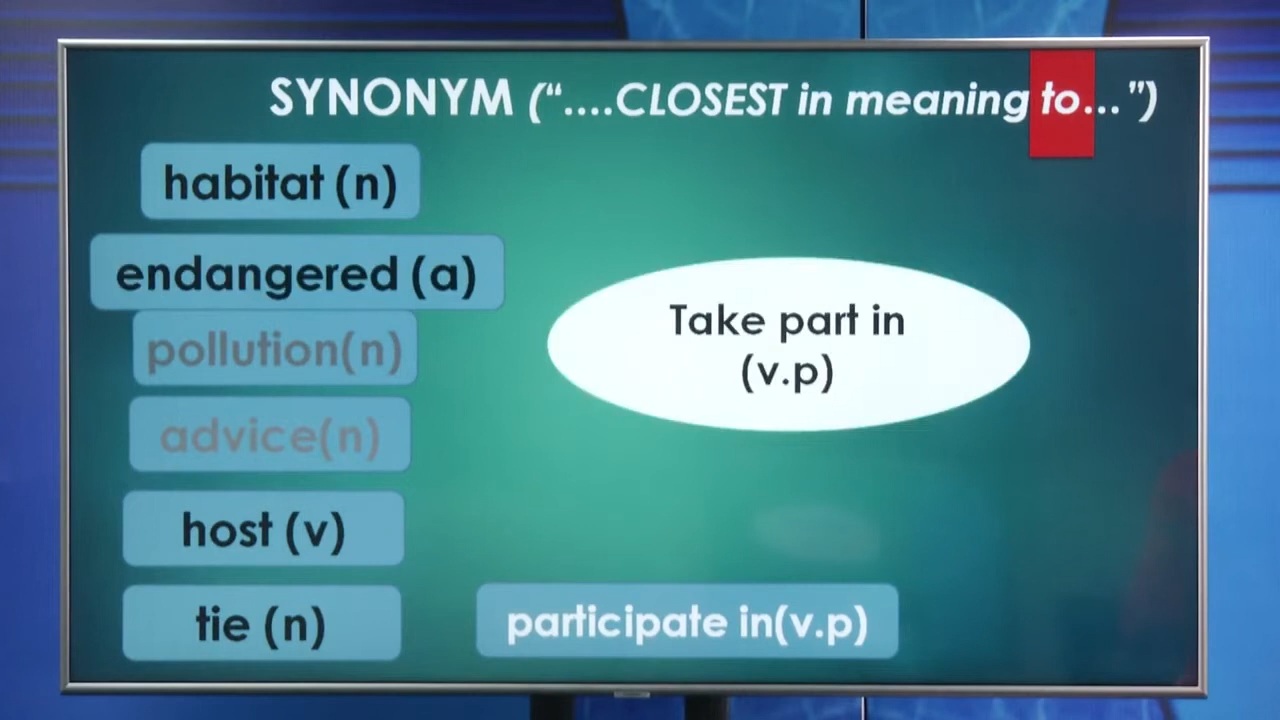 SYNONYM (“....CLOSEST in meaning to...”)
habitat (n)
endangered (a)
pollution(n)
advice(n)
host (v)
tie (n)
Take part in
(v.p)
participate in(v.p)